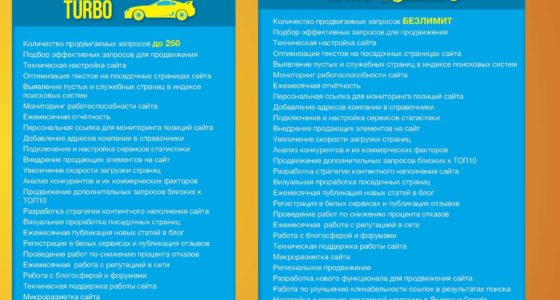 TURBO
Количество продвигаемых запросов до 250
Подбор эффективных запросов для продвижения
Техническая настройка сайта
Оптимизация текстов на посадочных страницах сайта
Выявление пустых и служебных страниц в индексе
поисковых систем
Мониторинг работоспособности сайта
Ежемесячная отчётность
Персональная ссылка для мониторинга позиций сайта
Добавление адресов компании в справочники
Подключение и настройка сервисов статистики
Внедрение продающих элементов на сайт
Увеличение скорости загрузки страниц
Анализ конкурентов и их коммерческих факторов
Продвижение дополнительных запросов близких к
ТОП10
Разработка стратегии контентного наполнения сайта
Визуальная проработка посадочных страниц
Ежемесячная публикация новых статей в блог
Регистрация в белых сервисах и публикация отзывов
Проведение работ по снижению процента отказов
Ежемесячная работа с репутацией в сети
Работа с блогосферой и форумами
Техническая поддержка работы сайта
Микроразметка сайта
Количество продвигаемых запросов БЕЗЛИМИТ
Подбор эффективных запросов для продвижения
Техническая настройка сайта
Оптимизация текстов на посадочных страницах сайта
Выявление пустых и служебных страниц в индексе поисковых систем
Мониторинг работоспособности сайта
Ежемесячная отчётность
Персональная ссылка для мониторинга позиций сайта
Добавление адресов компании в справочники
Подключение и настройка сервисов статистики
Внедрение продающих элементов на сайт
Увеличение скорости загрузки страниц
Анализ конкурентов и их коммерческих факторов
Продвижение дополнительных запросов близких к ТОП10
Разработка стратегии контентного наполнения сайта
Визуальная проработка посадочных страниц
Ежемесячная публикация новых статей в блог
Регистрация в белых сервисах и публикация отзывов
Проведение работ по снижению процента отказов
Ежемесячная работа с репутацией в сети
Работа с блогосферой и форумами
Техническая поддержка работы сайта
Микроразметка сайта
Региональное продвижение
Разработка нового функционала для продвижения сайта
Работа по улучшению кликабельности ссылок в результатах поиска